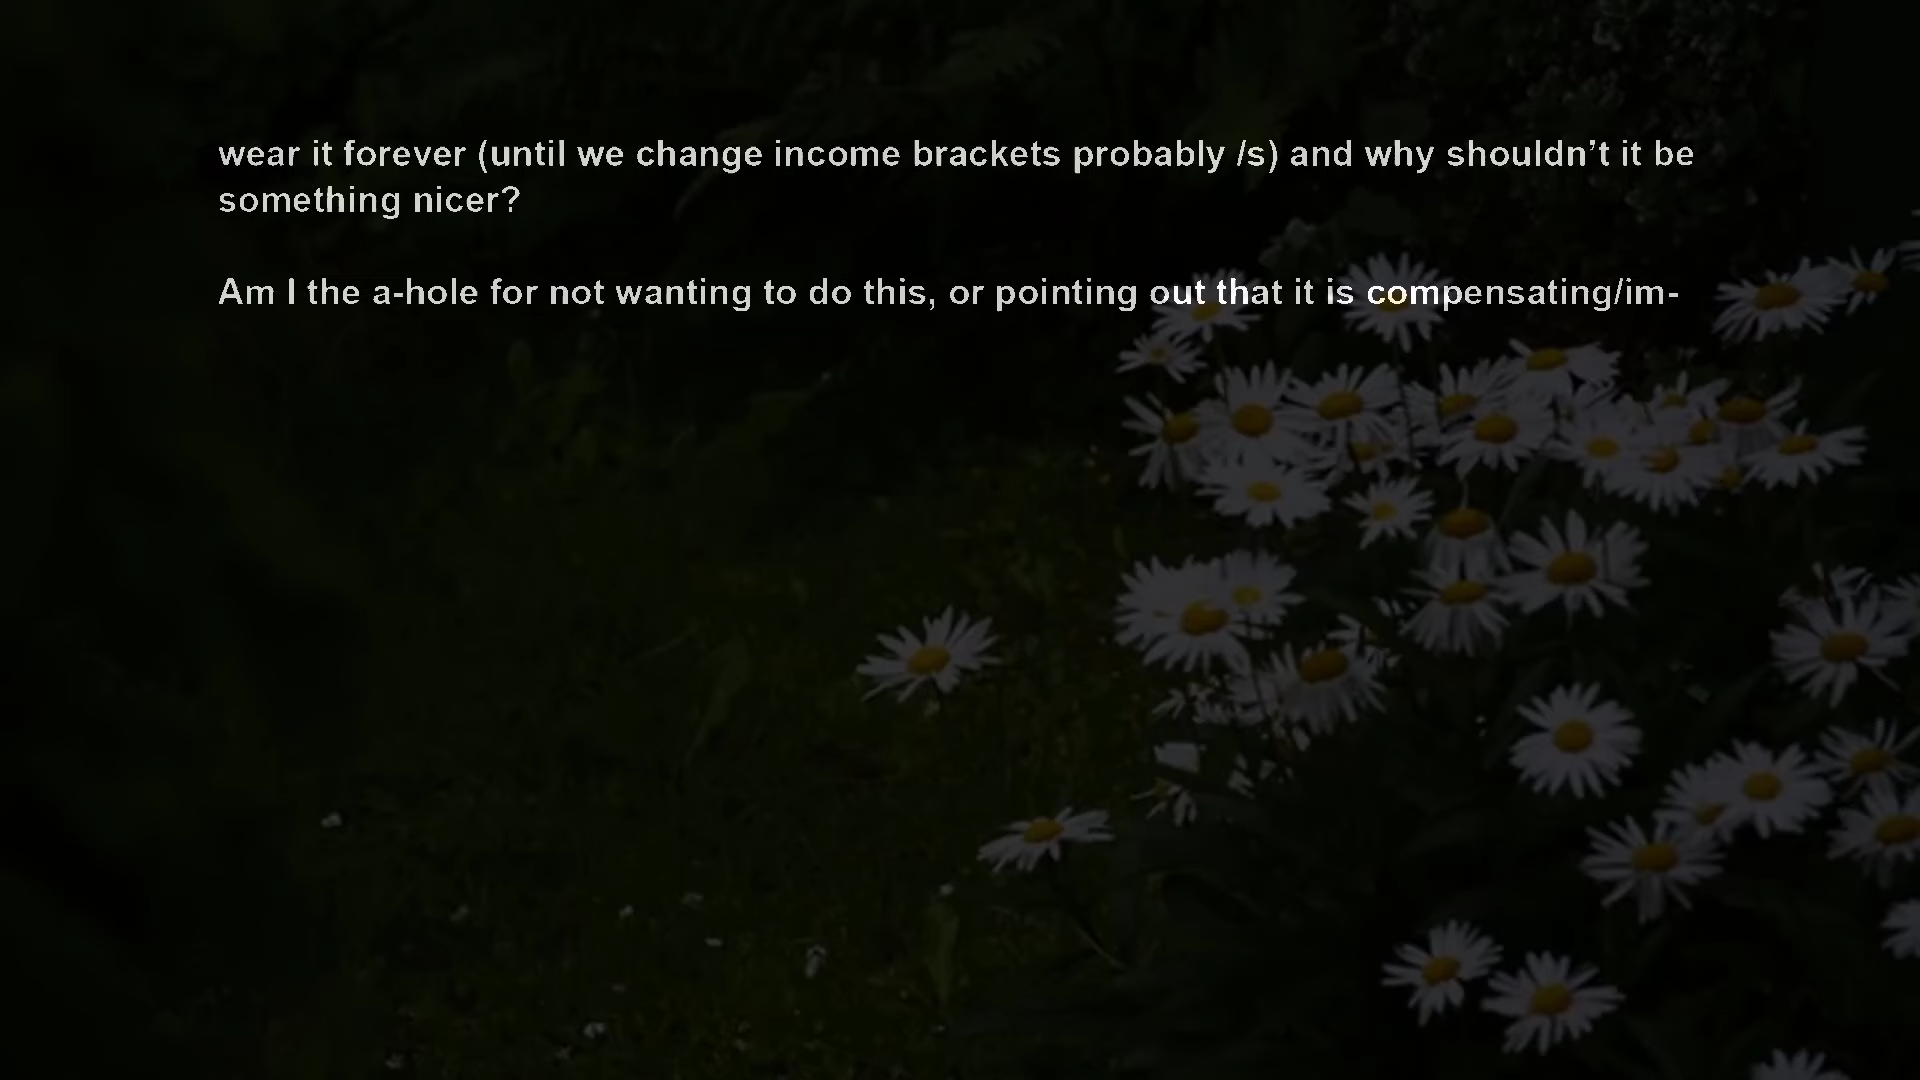 wear it forever (until we change income brackets probably /s) and why shouldn’t it be
something nicer?
Am I the a-hole for not wanting to do this, or pointing out that it is compensating/im-